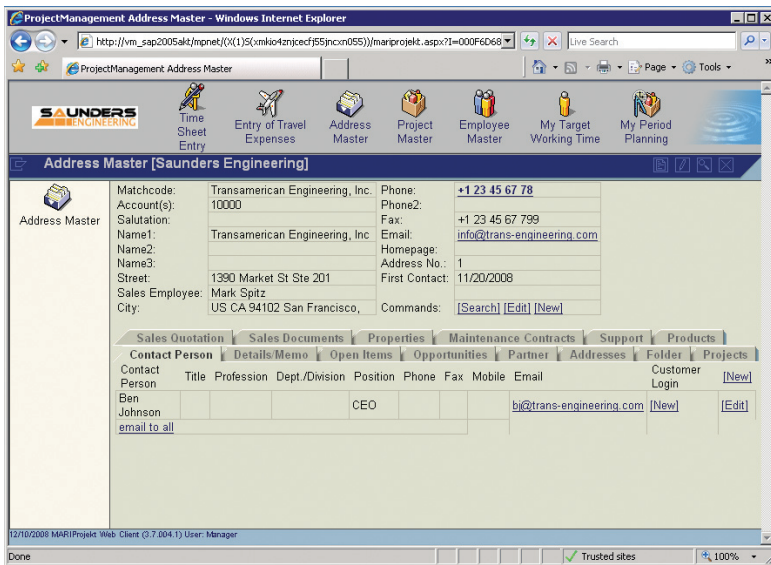 ProjectManagement Address Master - Windows Internet Explorer
http://vm_sap2005akt/mpnet/(X(1)S(xmkio4znjcecfj55jncxn055))/mariprojekt.aspx?I=000F6D68
Live Search
ProjectManagement Address Master
Page
Tools
SAUNDERS
ENGINEERING
Time Sheet Entry
Entry of Travel Expenses
Address Master
Project Master
Employee Master
My Target Working Time
My Period Planning
Address Master [Saunders Engineering]
Address Master
Matchcode: Transamerican Engineering, Inc. Phone: +1 23 45 67 78
Account(s): 10000 Phone2:
Salutation: Fax: +1 23 45 67 799
Name1: Transamerican Engineering, Inc Email: info@trans-engineering.com
Name2: Homepage:
Name3: Address No.: 1
Street: 1390 Market St Ste 201 First Contact: 11/20/2008
Sales Employee: Mark Spitz
City: US CA 94102 San Francisco, Commands: [Search] [Edit] [New]
Sales Quotation Sales Documents Properties Maintenance Contracts Support Products
Contact Person Details/Memo Open Items Opportunities Partner Addresses Folder Projects
Contact Person Title Profession Dept./Division Position Phone Fax Mobile Email Customer Login [New]
Ben Johnson CEO bj@trans-engineering.com [New] [Edit]
email to all
12/10/2008 MARIProjekt Web Client (3.7.004.1) User: Manager
Done Trusted sites 100%